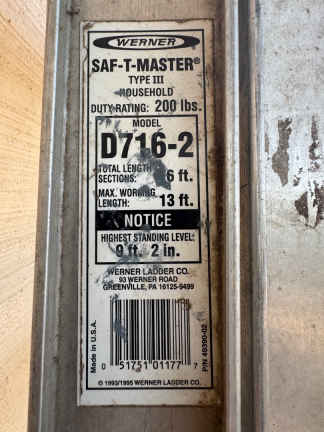 WERNER
SAF-T-MASTER®
TYPE III
HOUSEHOLD
DUTY RATING: 200 lbs.
MODEL
D716-2
TOTAL LENGTH
SECTIONS: 6 ft.
MAX. WORKING
LENGTH: 13 ft.
NOTICE
HIGHEST STANDING LEVEL:
9 ft. 2 in.
WERNER LADDER CO.
93 WERNER ROAD
GREENVILLE, PA 16125-9499
Made in U.S.A.
P/N 49390-02
0 51751 01177 7
© 1993/1995 WERNER LADDER CO.